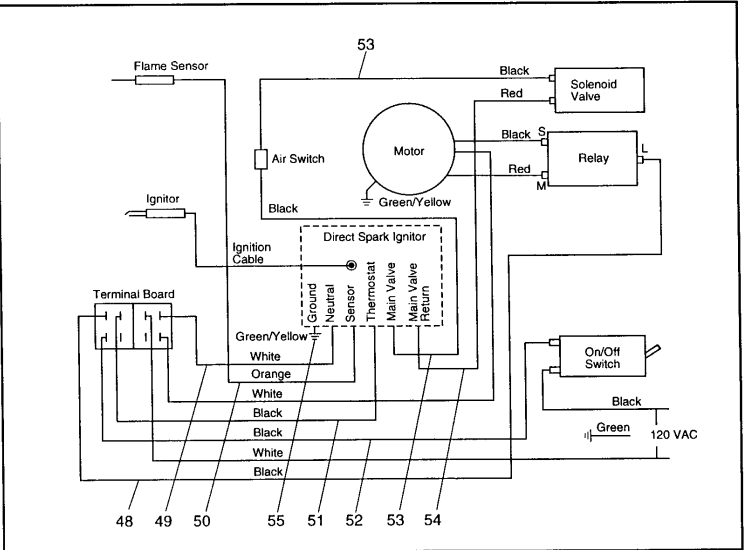 53
Flame Sensor
Black
Solenoid
Valve
Red
Black
S
L
Motor
Relay
Air Switch
Red
M
Ignitor
Green/Yellow
Black
Direct Spark Ignitor
Ignition
Cable
Ground
Neutral
Sensor
Thermostat
Main Valve
Main Valve
Return
Terminal Board
Green/Yellow
On/Off
Switch
White
Orange
White
Black
Black
Black
Green
120 VAC
White
Black
48
49
50
55
51
52
53
54